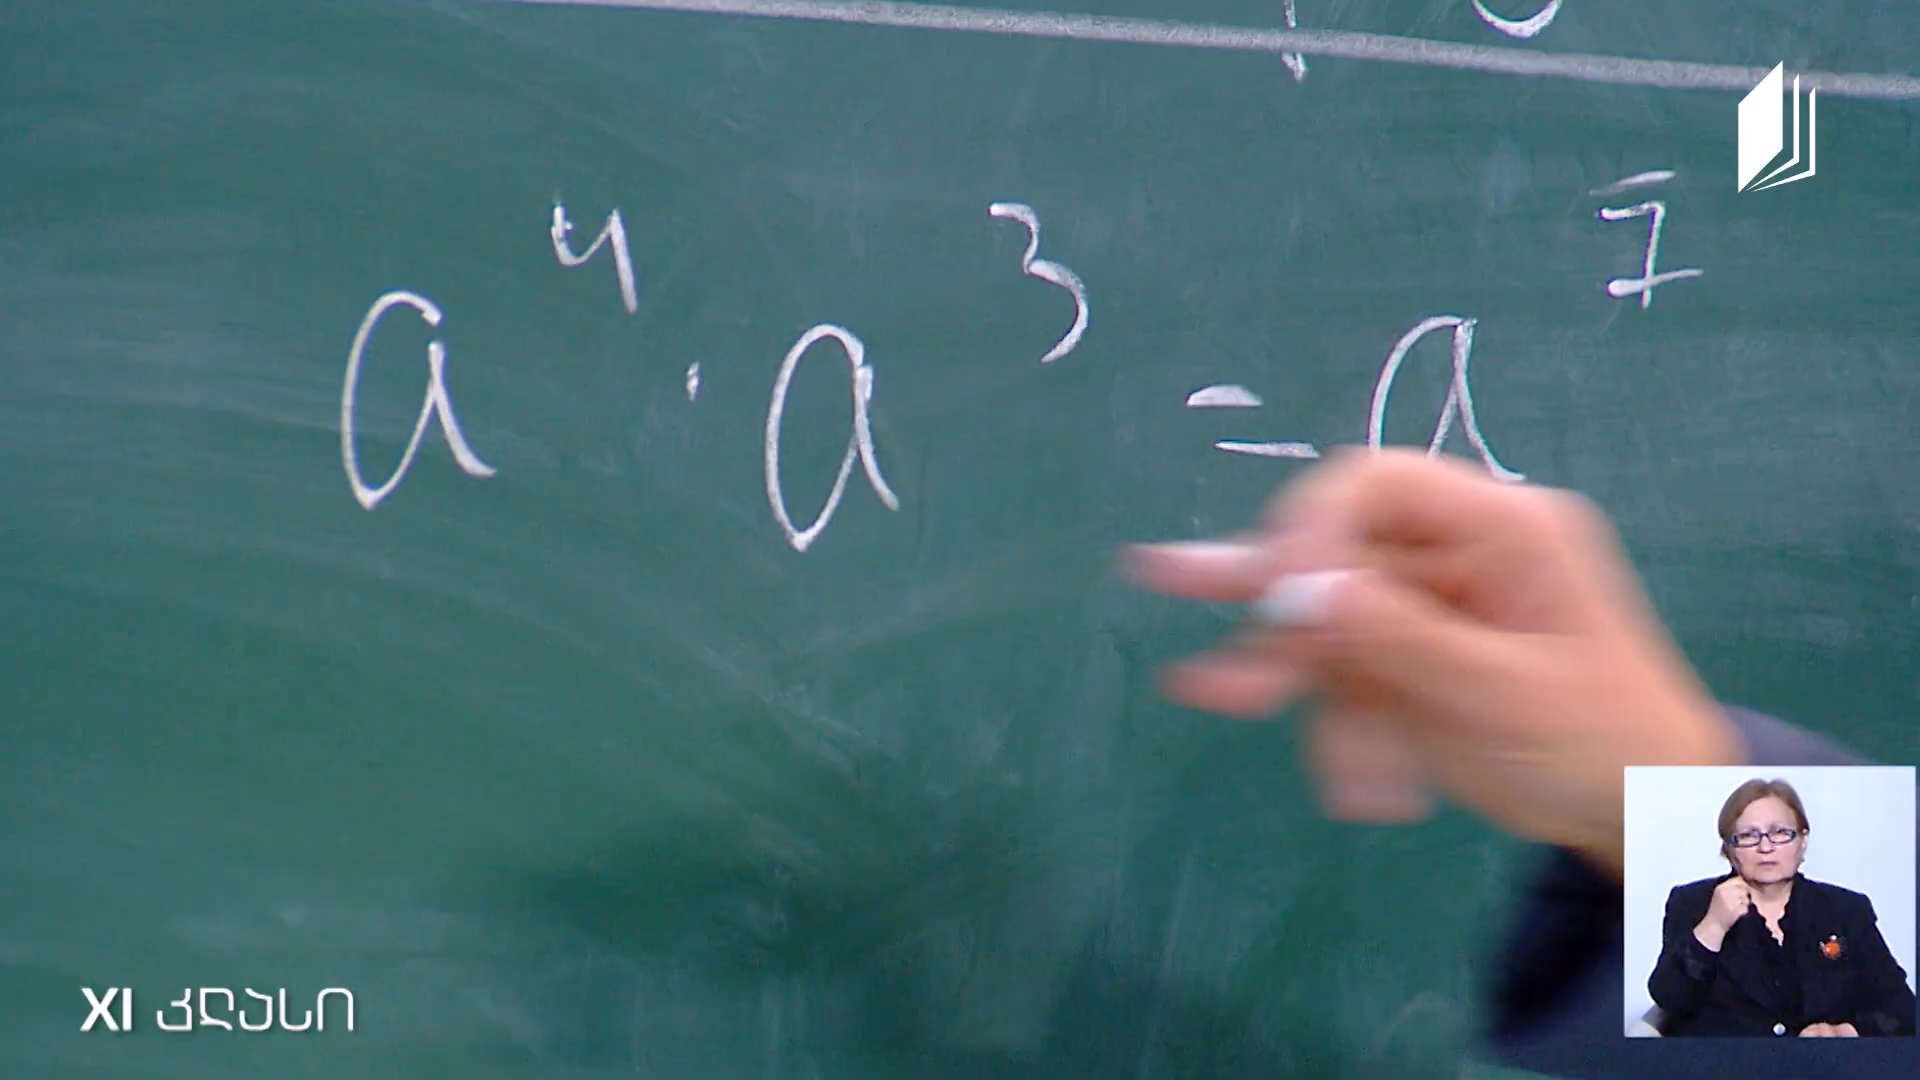 a⁴ · a³ = a⁷
XI კლასი